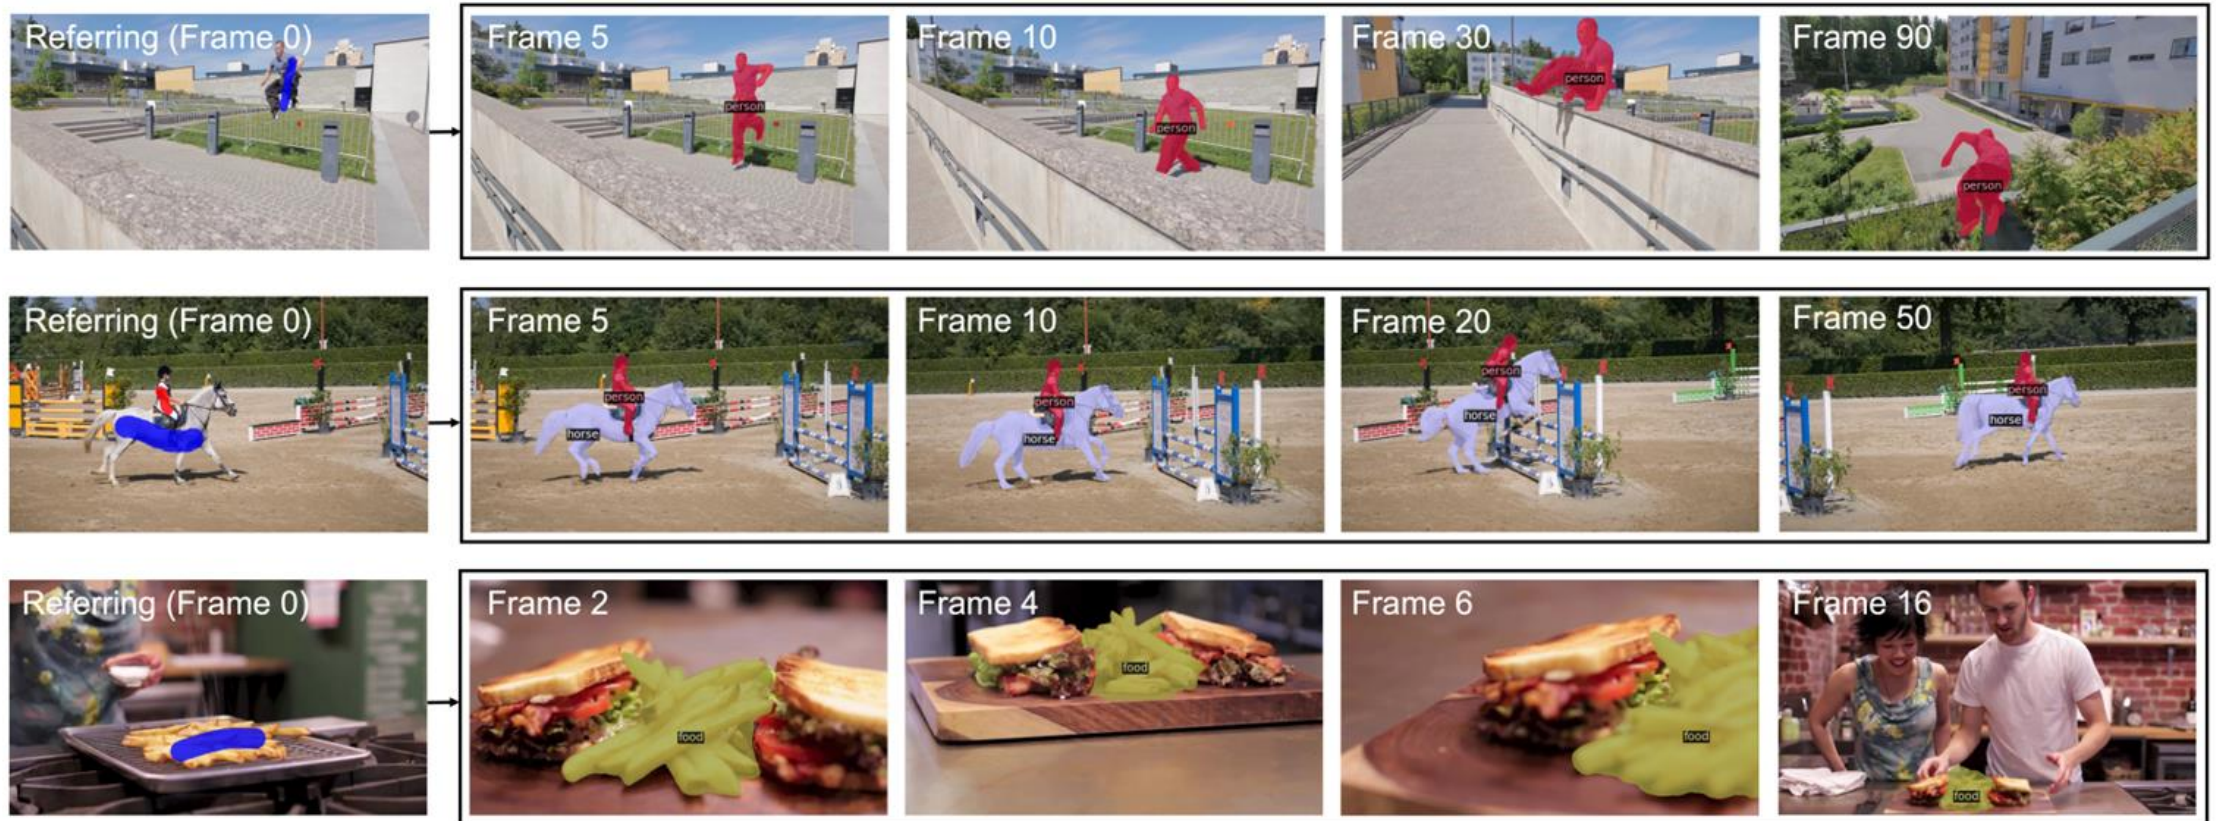 Referring (Frame 0)
Frame 5
Frame 10
Frame 30
Frame 90
person
person
person
person
Referring (Frame 0)
Frame 5
Frame 10
Frame 20
Frame 50
person
horse
person
horse
person
horse
person
horse
Referring (Frame 0)
Frame 2
Frame 4
Frame 6
Frame 16
food
food
food
food